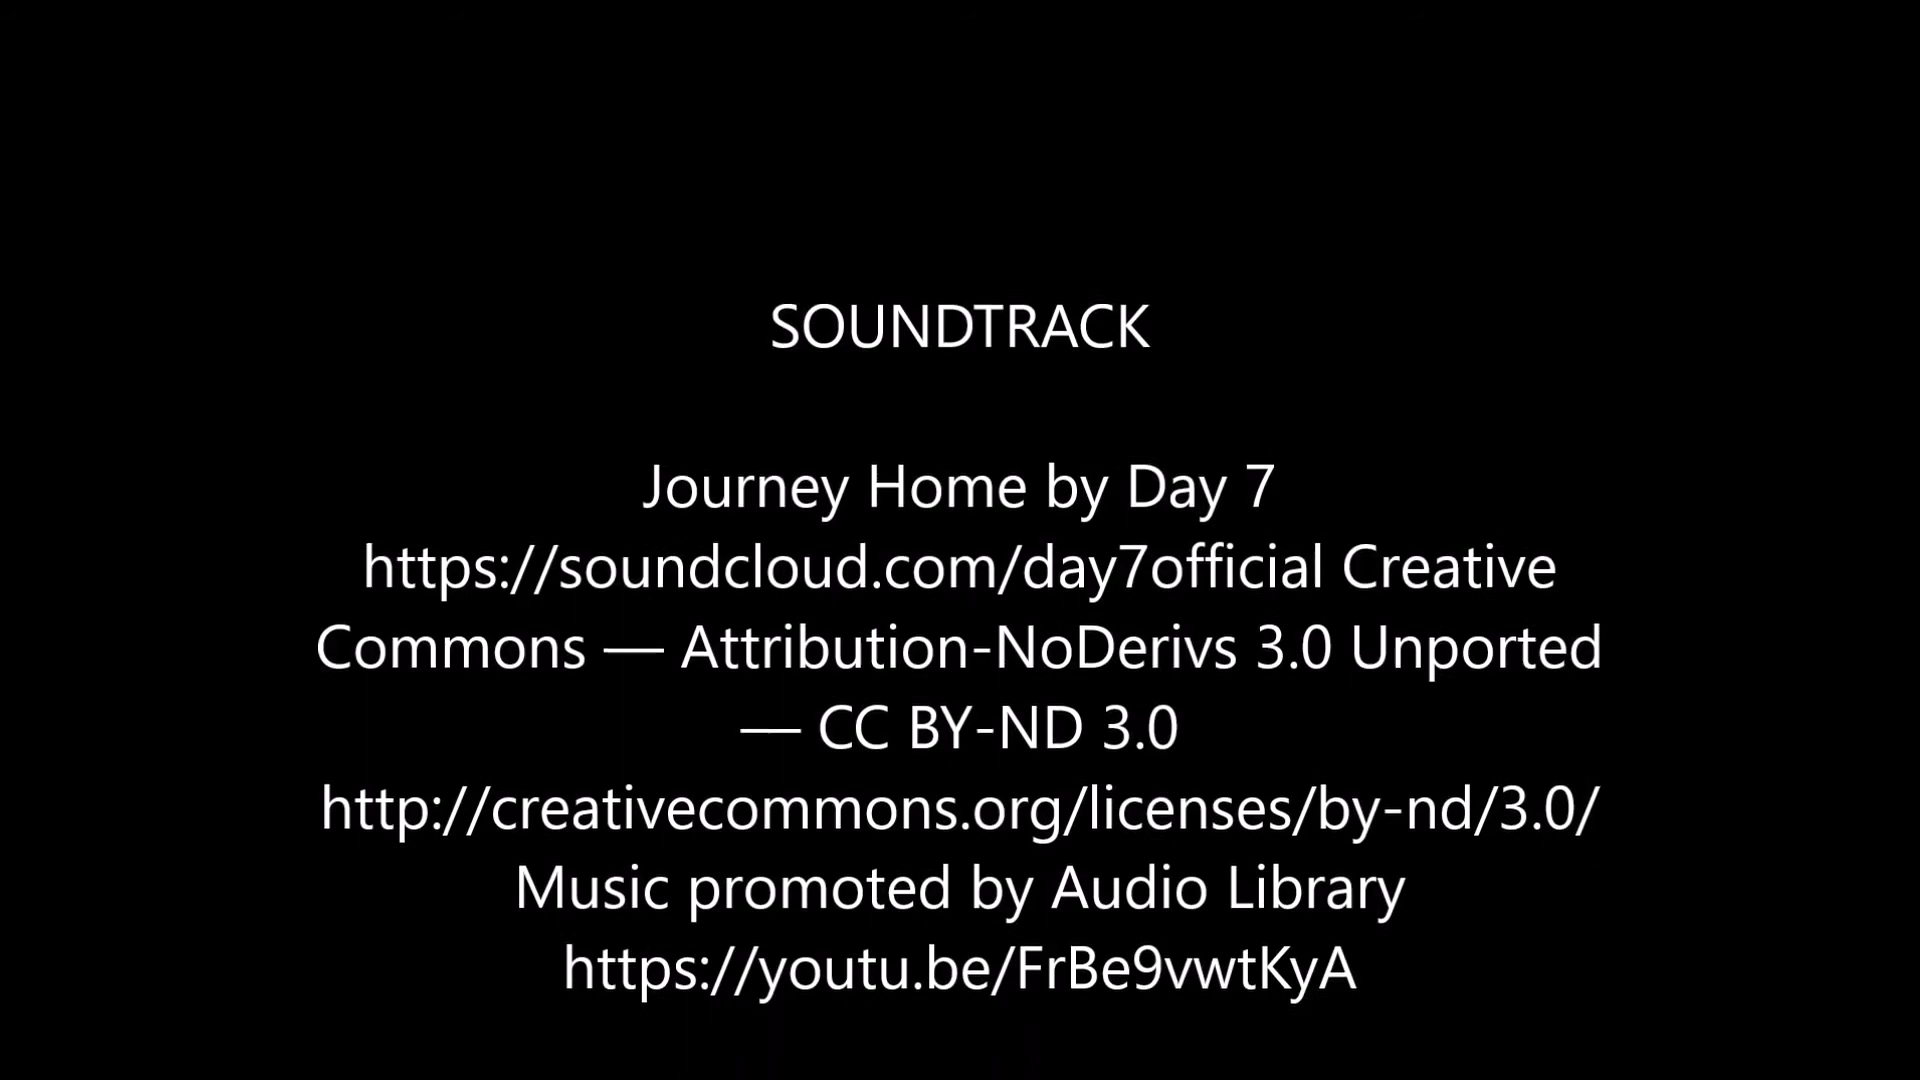 SOUNDTRACK
Journey Home by Day 7
https://soundcloud.com/day7official Creative
Commons — Attribution-NoDerivs 3.0 Unported
— CC BY-ND 3.0
http://creativecommons.org/licenses/by-nd/3.0/
Music promoted by Audio Library
https://youtu.be/FrBe9vwtKyA